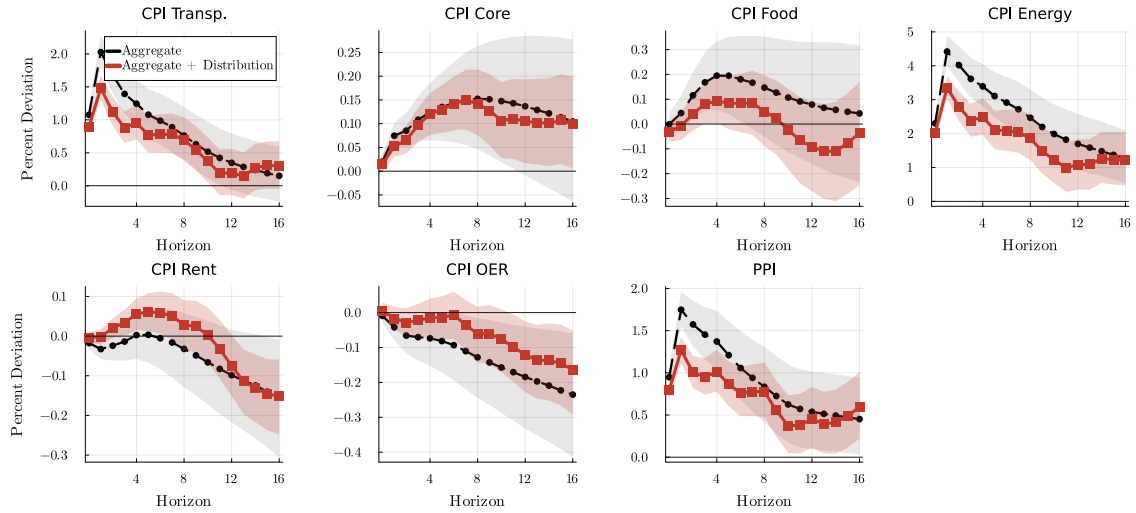 CPI Transp.
CPI Core
CPI Food
CPI Energy
Aggregate
Aggregate + Distribution
Percent Deviation
2.0
1.5
1.0
0.5
0.0
4 8 12 16
Horizon
0.25
0.20
0.15
0.10
0.05
0.00
0.05
4 8 12 16
Horizon
0.3
0.2
0.1
0.0
−0.1
−0.2
−0.3
4 8 12 16
Horizon
5
4
3
2
1
0
4 8 12 16
Horizon
CPI Rent
CPI OER
PPI
Percent Deviation
0.1
0.0
−0.1
−0.2
−0.3
4 8 12 16
Horizon
0.0
−0.1
−0.2
−0.3
−0.4
4 8 12 16
Horizon
2.0
1.5
1.0
0.5
0.0
4 8 12 16
Horizon